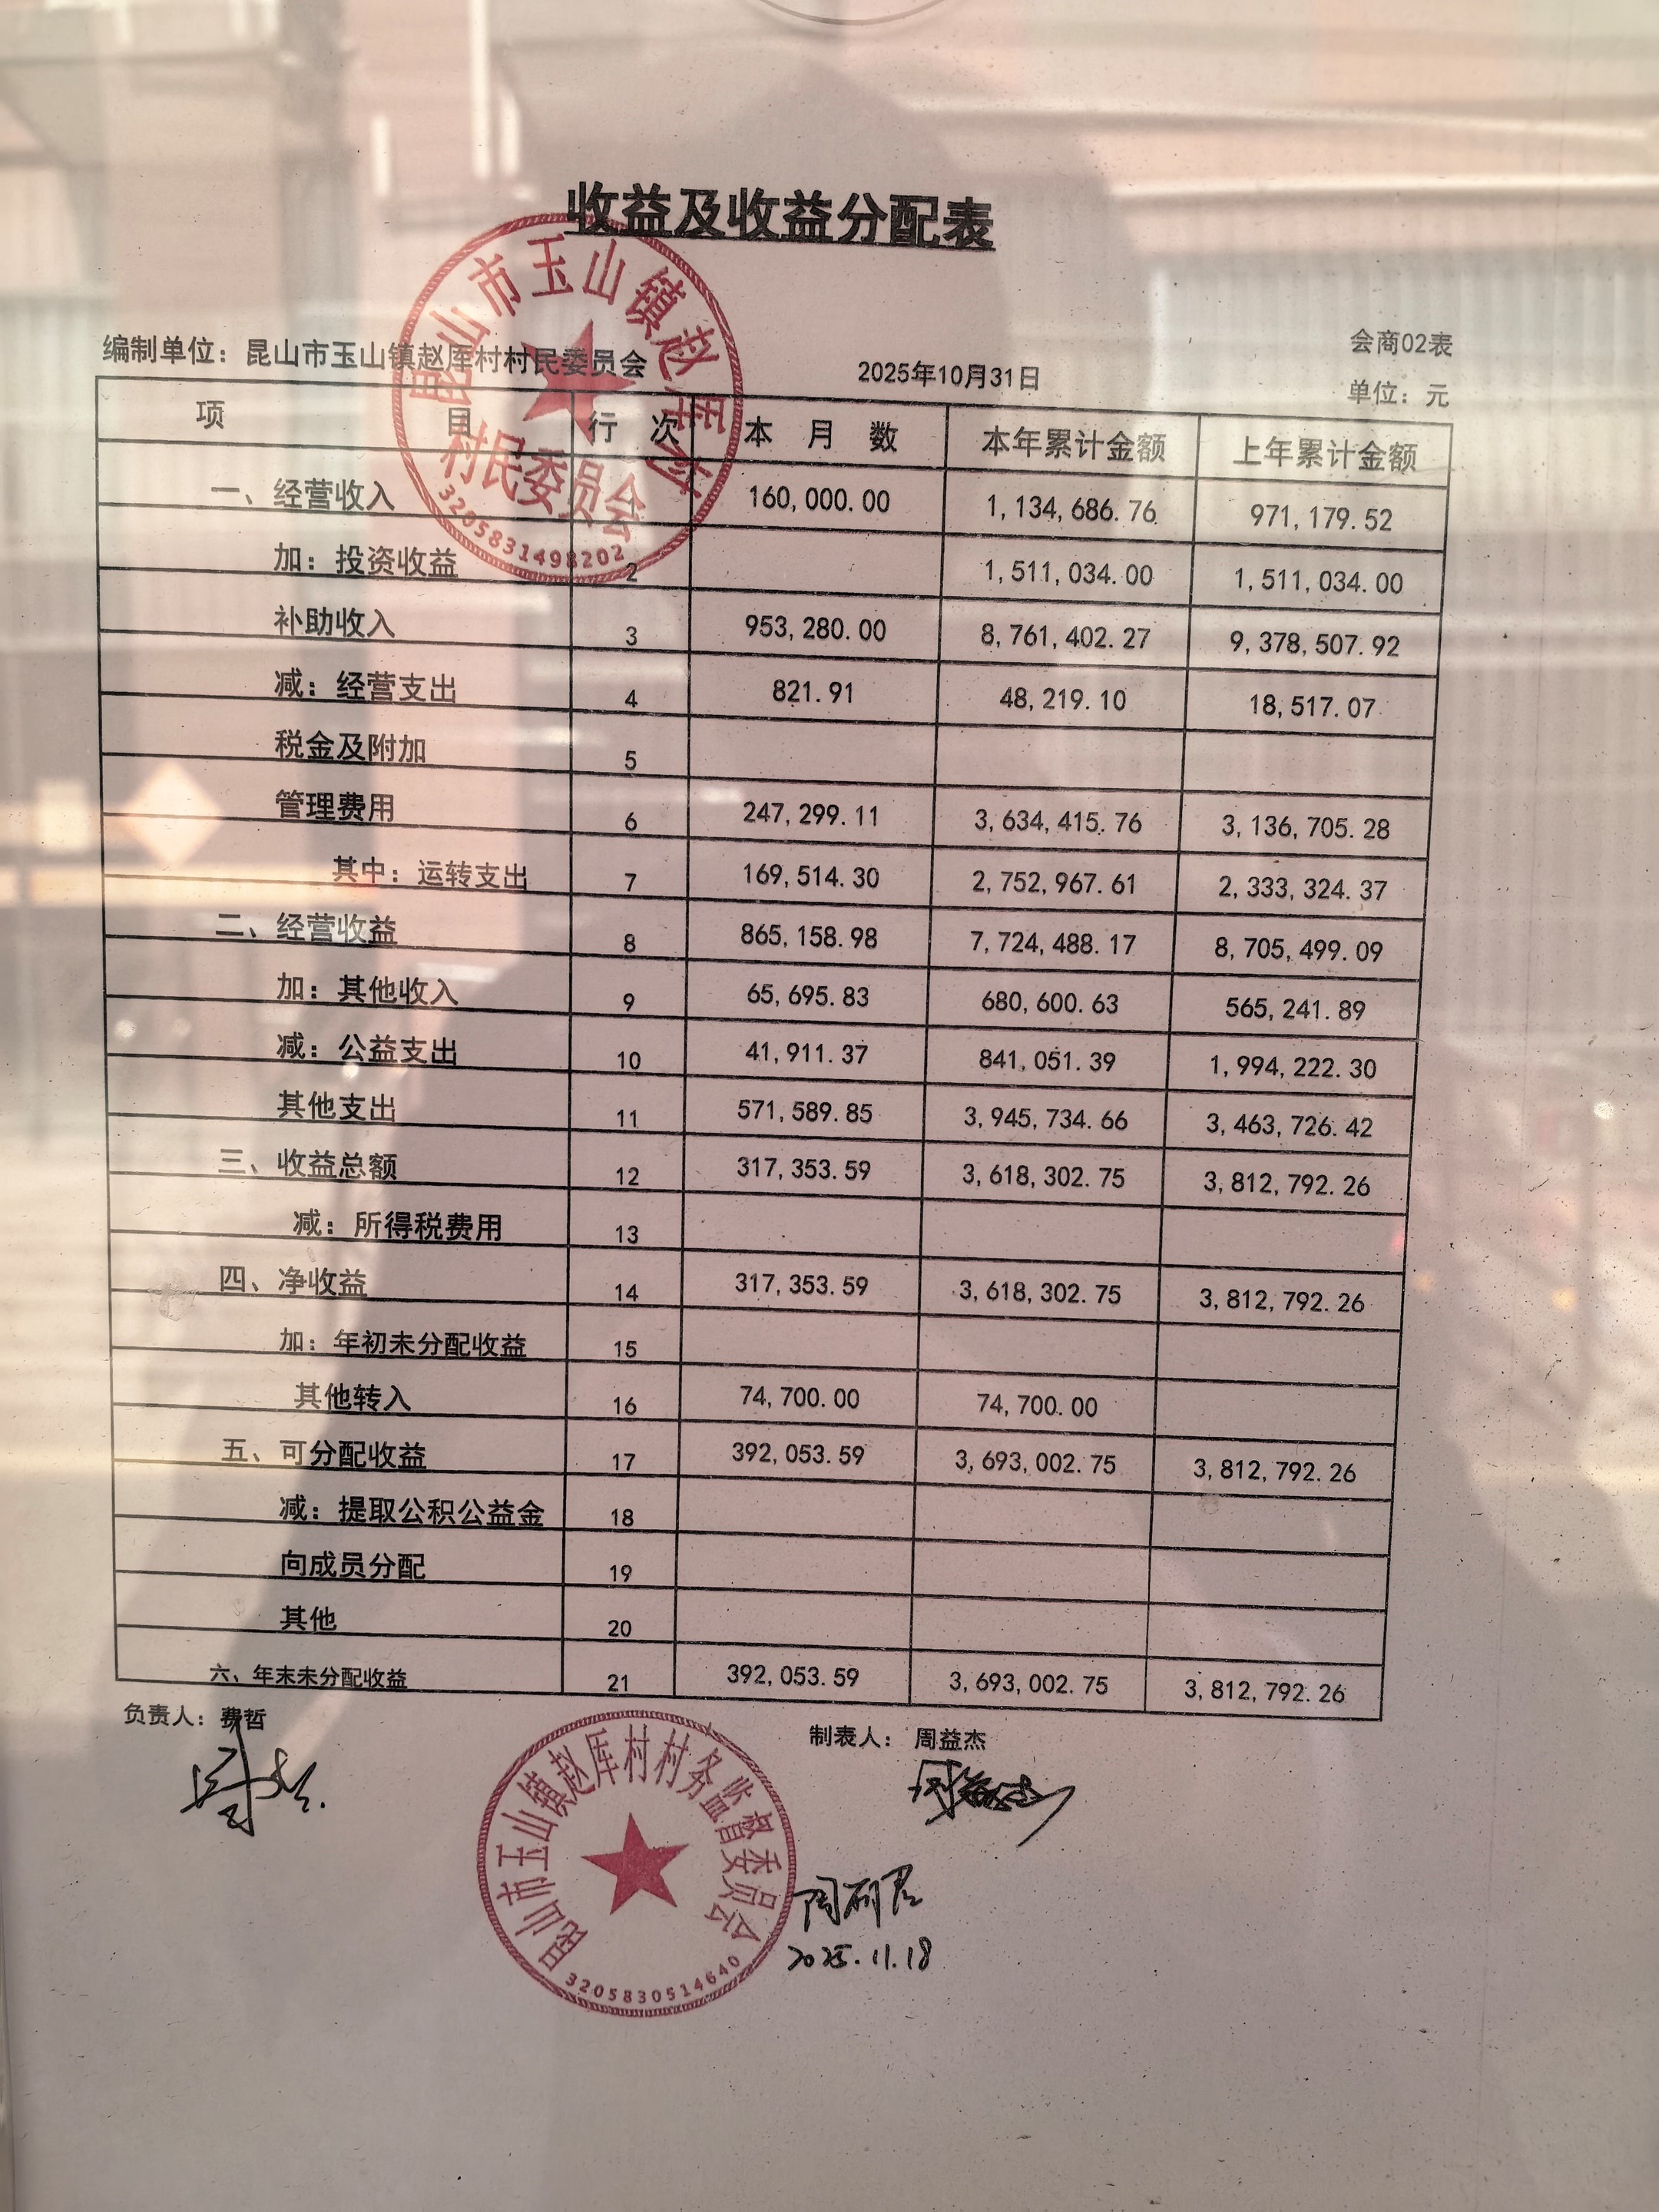 收益及收益分配表
会商02表
编制单位：昆山市玉山镇赵厍村村民委员会 2025年10月31日 单位：元
项 目 行 次 本 月 数 本年累计金额 上年累计金额
一、经营收入 160,000.00 1,134,686.76 971,179.52
加：投资收益 2 1,511,034.00 1,511,034.00
补助收入 3 953,280.00 8,761,402.27 9,378,507.92
减：经营支出 4 821.91 48,219.10 18,517.07
税金及附加 5
管理费用 6 247,299.11 3,634,415.76 3,136,705.28
其中：运转支出 7 169,514.30 2,752,967.61 2,333,324.37
二、经营收益 8 865,158.98 7,724,488.17 8,705,499.09
加：其他收入 9 65,695.83 680,600.63 565,241.89
减：公益支出 10 41,911.37 841,051.39 1,994,222.30
其他支出 11 571,589.85 3,945,734.66 3,463,726.42
三、收益总额 12 317,353.59 3,618,302.75 3,812,792.26
减：所得税费用 13
四、净收益 14 317,353.59 3,618,302.75 3,812,792.26
加：年初未分配收益 15
其他转入 16 74,700.00 74,700.00
五、可分配收益 17 392,053.59 3,693,002.75 3,812,792.26
减：提取公积公益金 18
向成员分配 19
其他 20
六、年末未分配收益 21 392,053.59 3,693,002.75 3,812,792.26
负责人：费哲 制表人：周益杰
费哲
周益杰
2025.11.18
昆山市玉山镇赵厍村
村民委员会
3205831498202
昆山市玉山镇赵厍村村务监督委员会
3205830514640